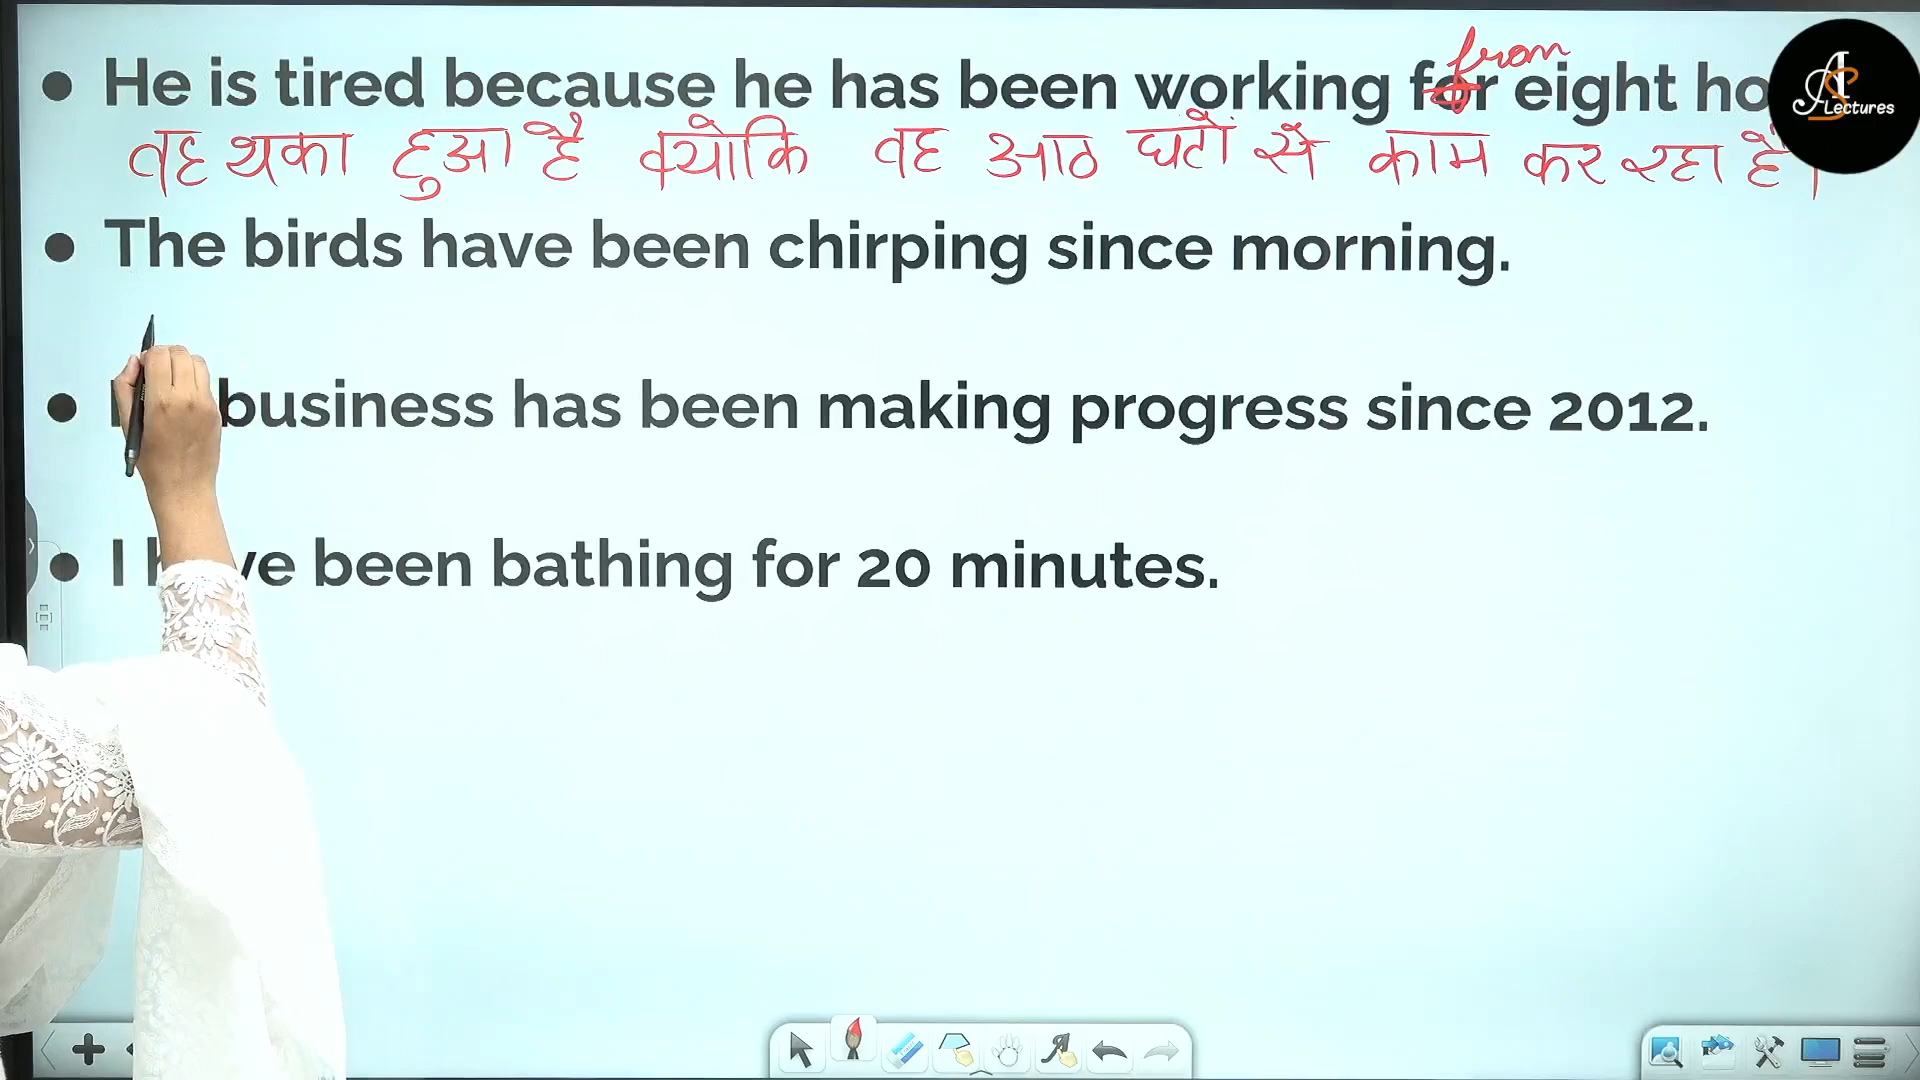 from
● He is tired because he has been working for eight ho
वह थका हुआ है क्योकि वह आठ घंटों से काम कर रहा है।
● The birds have been chirping since morning.
● business has been making progress since 2012.
● I have been bathing for 20 minutes.
AS Lectures